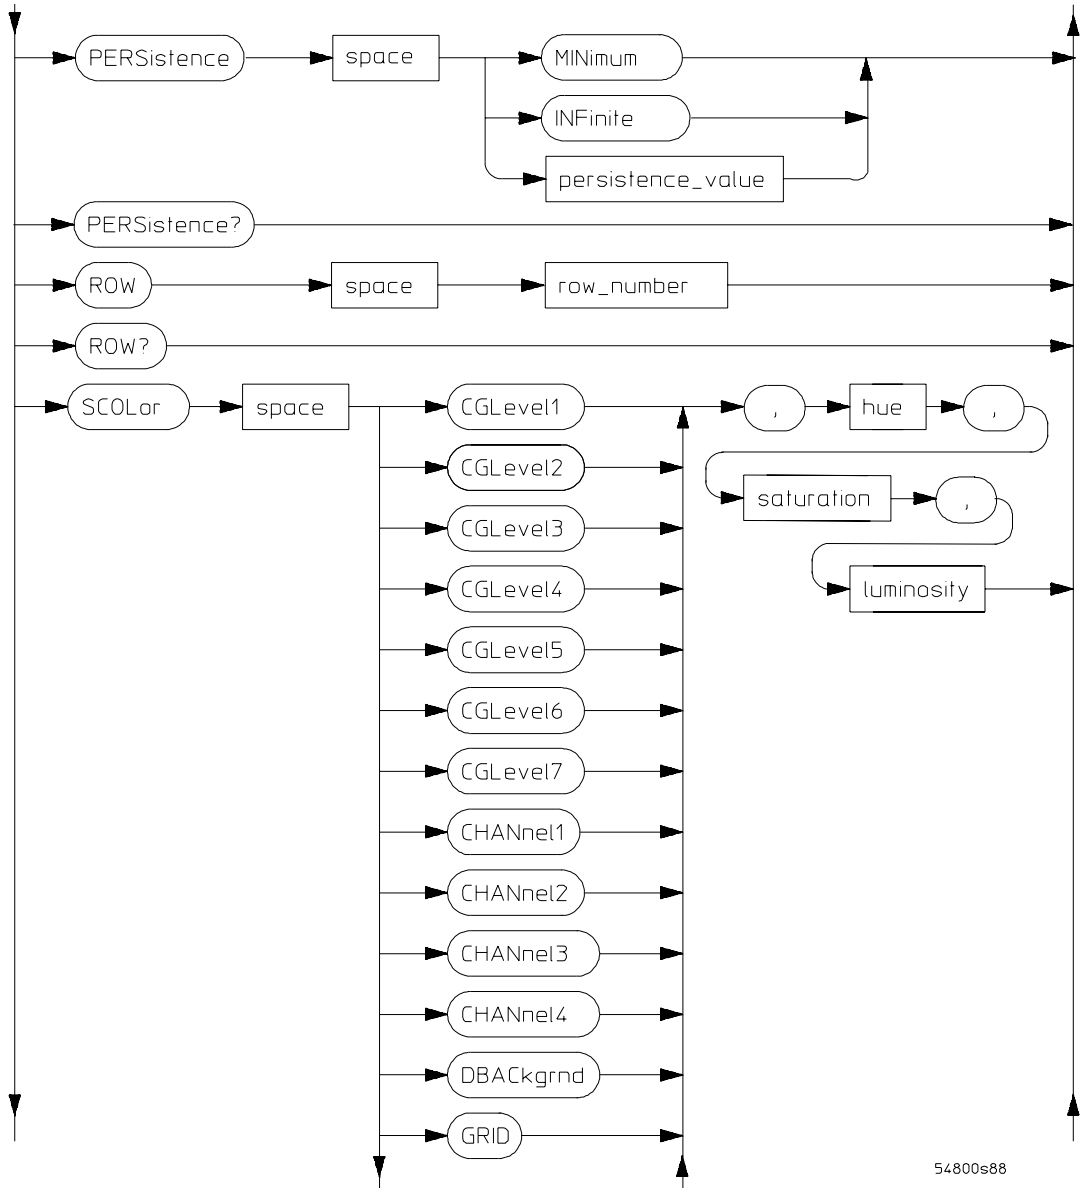 PERSistence space MINimum
INFinite
persistence_value
PERSistence?
ROW space row_number
ROW?
SCOLor space CGLevel1 , hue ,
CGLevel2
saturation ,
CGLevel3
CGLevel4 luminosity
CGLevel5
CGLevel6
CGLevel7
CHANnel1
CHANnel2
CHANnel3
CHANnel4
DBACkgrnd
GRID
54800s88